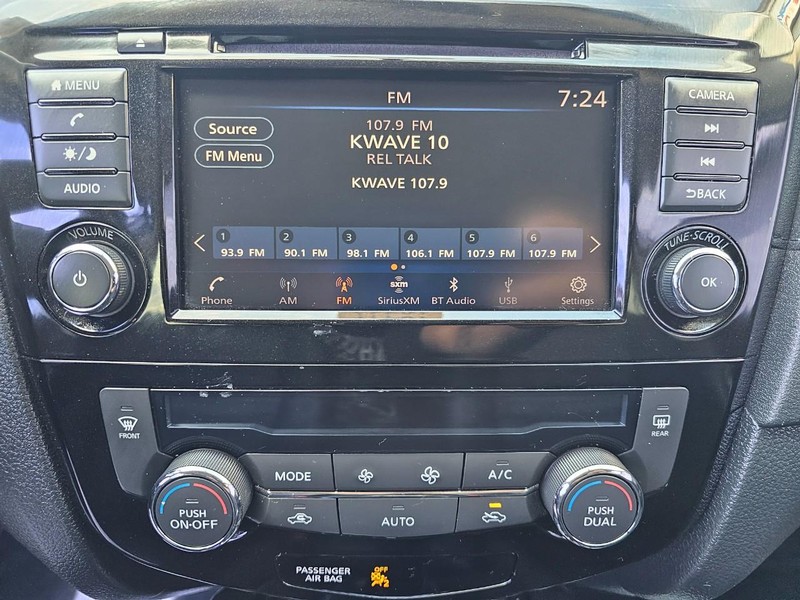 MENU
AUDIO
VOLUME
FM
7:24
Source
FM Menu
107.9 FM
KWAVE 10
REL TALK
KWAVE 107.9
1 2 3 4 5 6
93.9 FM 90.1 FM 98.1 FM 106.1 FM 107.9 FM 107.9 FM
Phone AM FM sxm SiriusXM BT Audio USB Settings
CAMERA
BACK
TUNE·SCROLL
OK
FRONT
REAR
MODE
A/C
PUSH
ON·OFF
AUTO
PUSH
DUAL
PASSENGER
AIR BAG
OFF
2